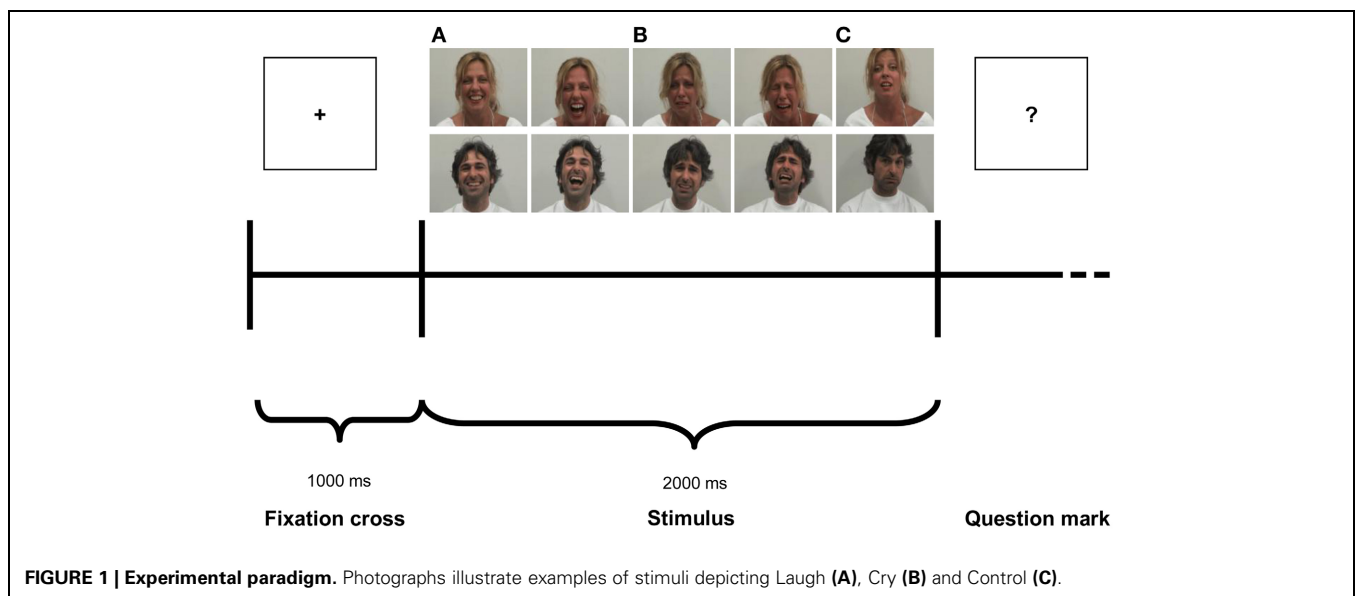 A B C
+ ?
1000 ms 2000 ms
Fixation cross Stimulus Question mark
FIGURE 1 | Experimental paradigm. Photographs illustrate examples of stimuli depicting Laugh (A), Cry (B) and Control (C).